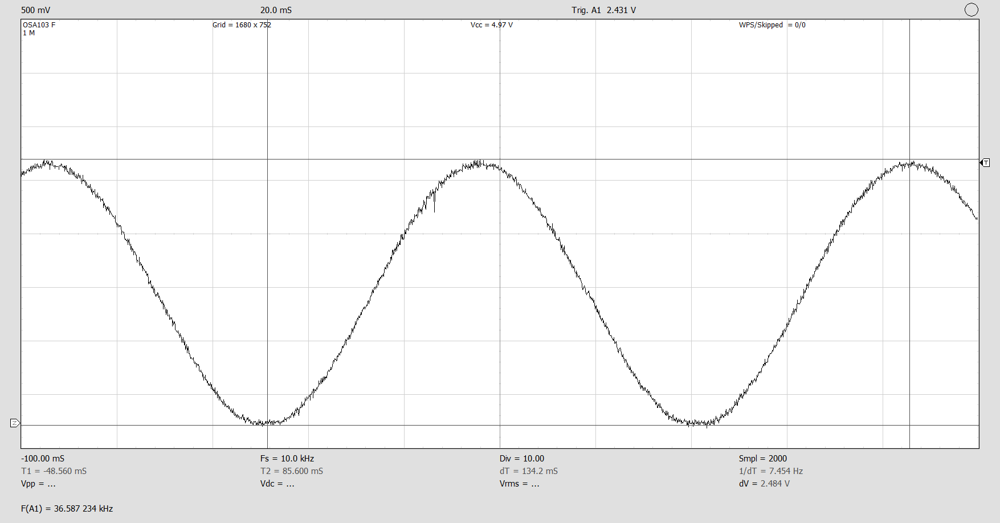 500 mV 20.0 mS Trig. A1 2.431 V
OSA103 F Grid = 1680 x 752 Vcc = 4.97 V WPS/Skipped = 0/0
1 M
T
Z
-100.00 mS Fs = 10.0 kHz Div = 10.00 Smpl = 2000
T1 = -48.560 mS T2 = 85.600 mS dT = 134.2 mS 1/dT = 7.454 Hz
Vpp = ... Vdc = ... Vrms = ... dV = 2.484 V
F(A1) = 36.587 234 kHz